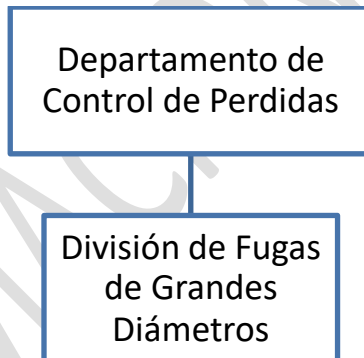 Departamento de
Control de Perdidas
División de Fugas
de Grandes
Diámetros